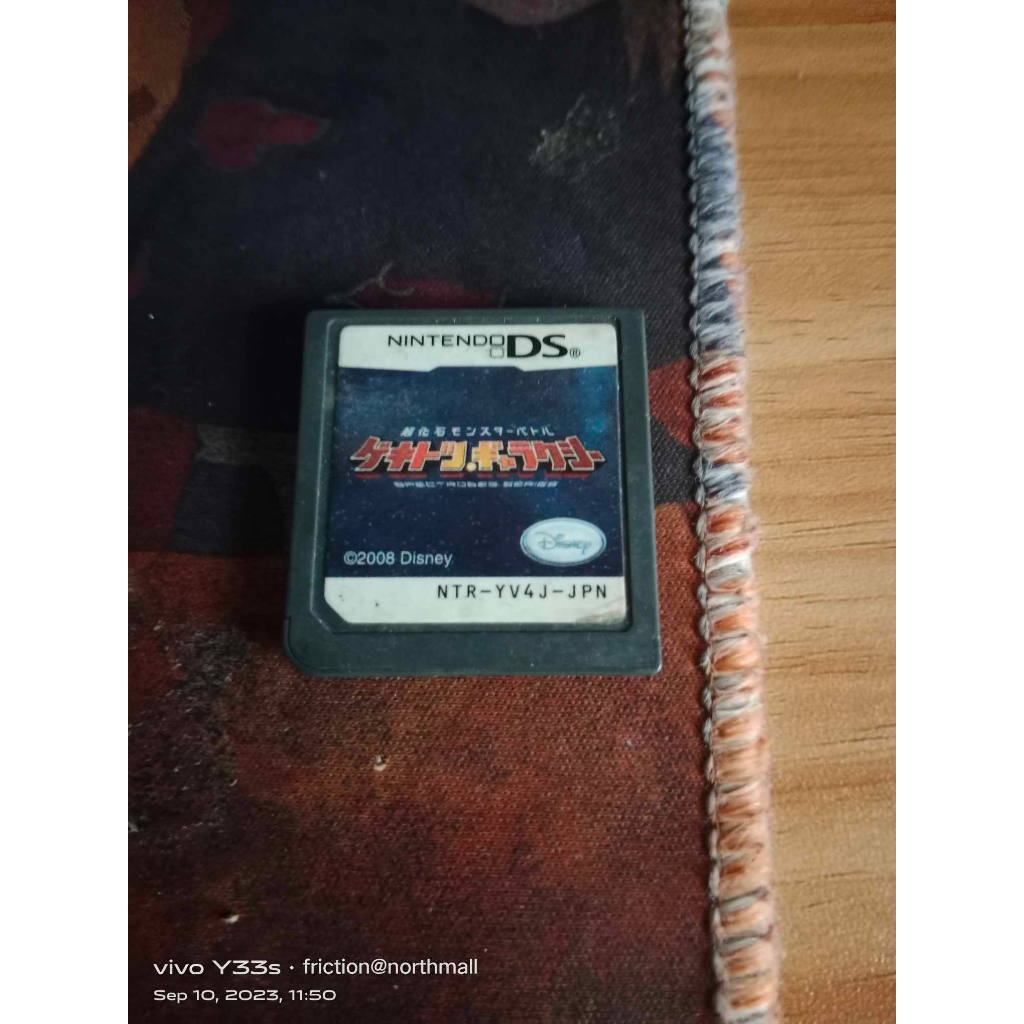 NINTENDO DS®
超化石モンスターバトル
ゲキトツ・ギャラクシー
SPECTROBES SERIES
Disney
©2008 Disney
NTR-YV4J-JPN
vivo Y33s · friction@northmall
Sep 10, 2023, 11:50